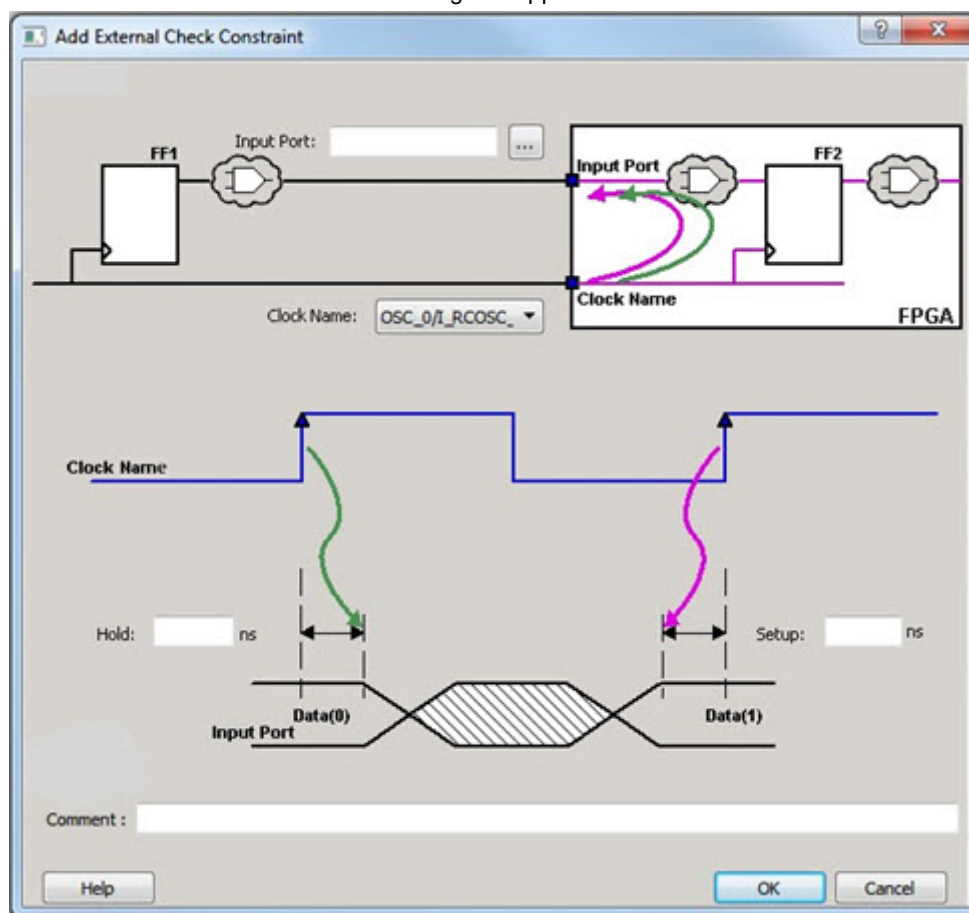 Add External Check Constraint
Input Port: ...
FF1
Input Port
FF2
Clock Name
FPGA
Clock Name: OSC_0/I_RCOSC_
Clock Name
Hold: ns
Setup: ns
Data(0)
Data(1)
Input Port
Comment :
Help OK Cancel